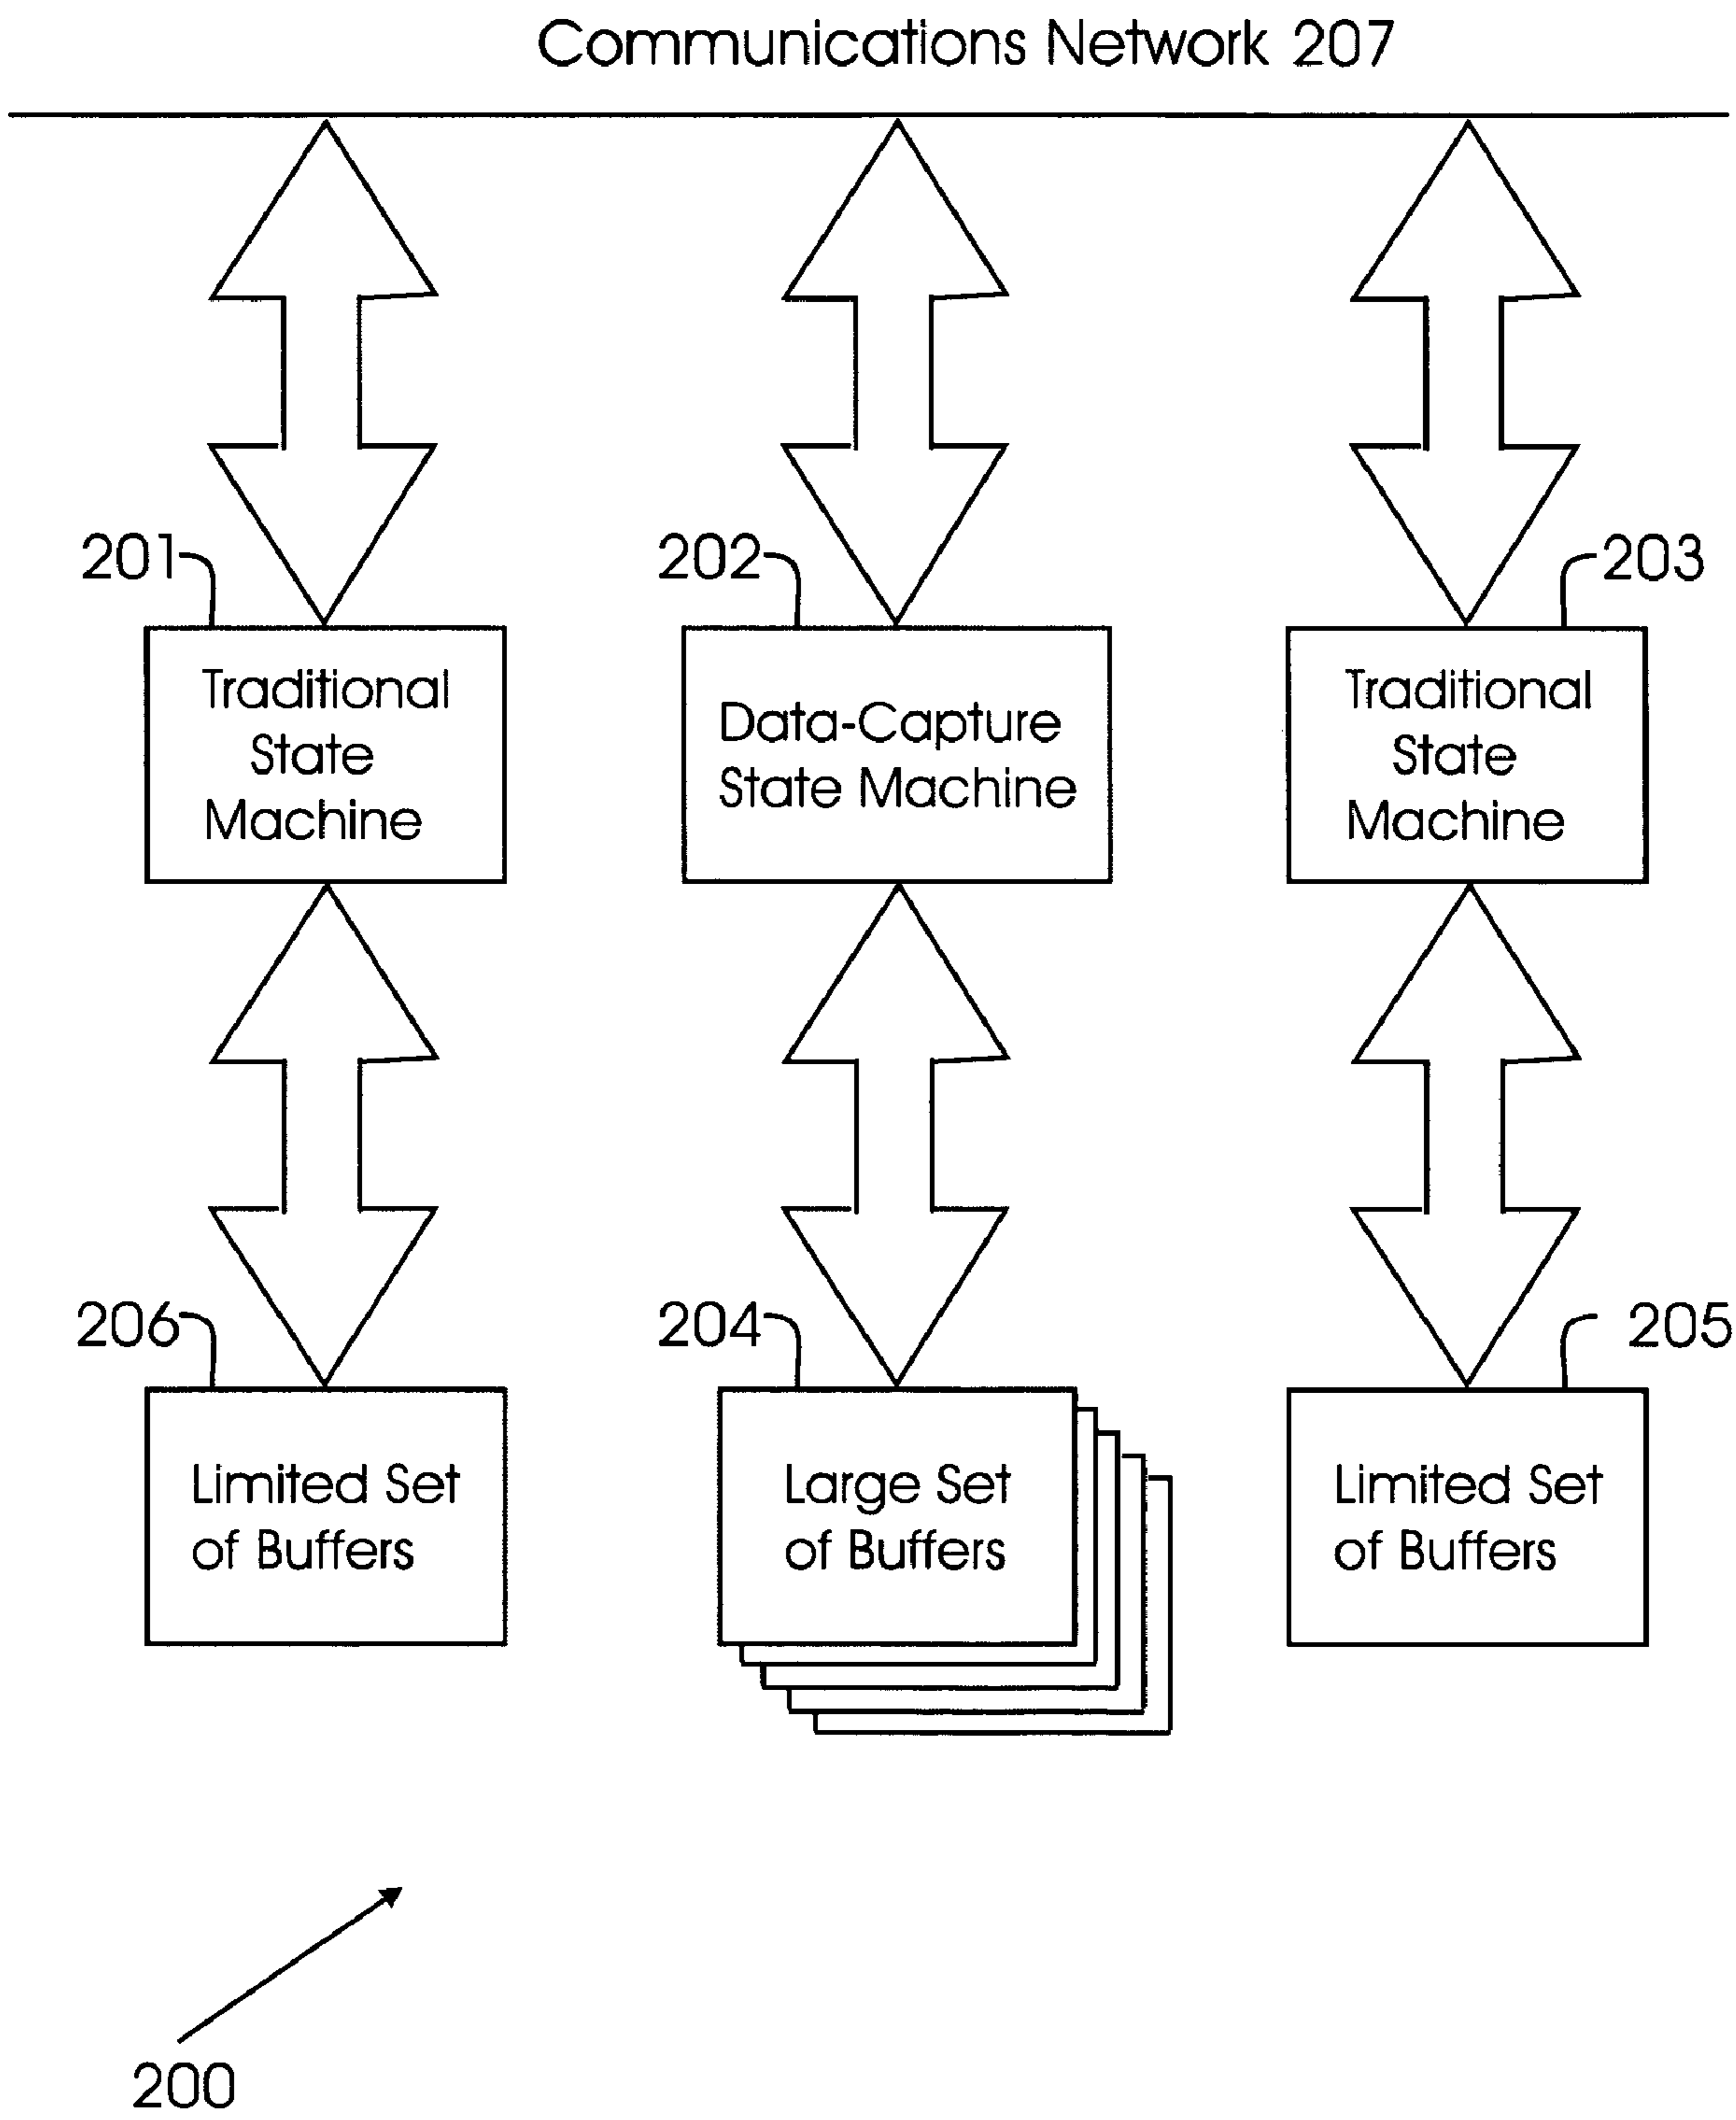 Communications Network 207
201
202
203
Traditional
State
Machine
Data-Capture
State Machine
Traditional
State
Machine
206
204
205
Limited Set
of Buffers
Large Set
of Buffers
Limited Set
of Buffers
200